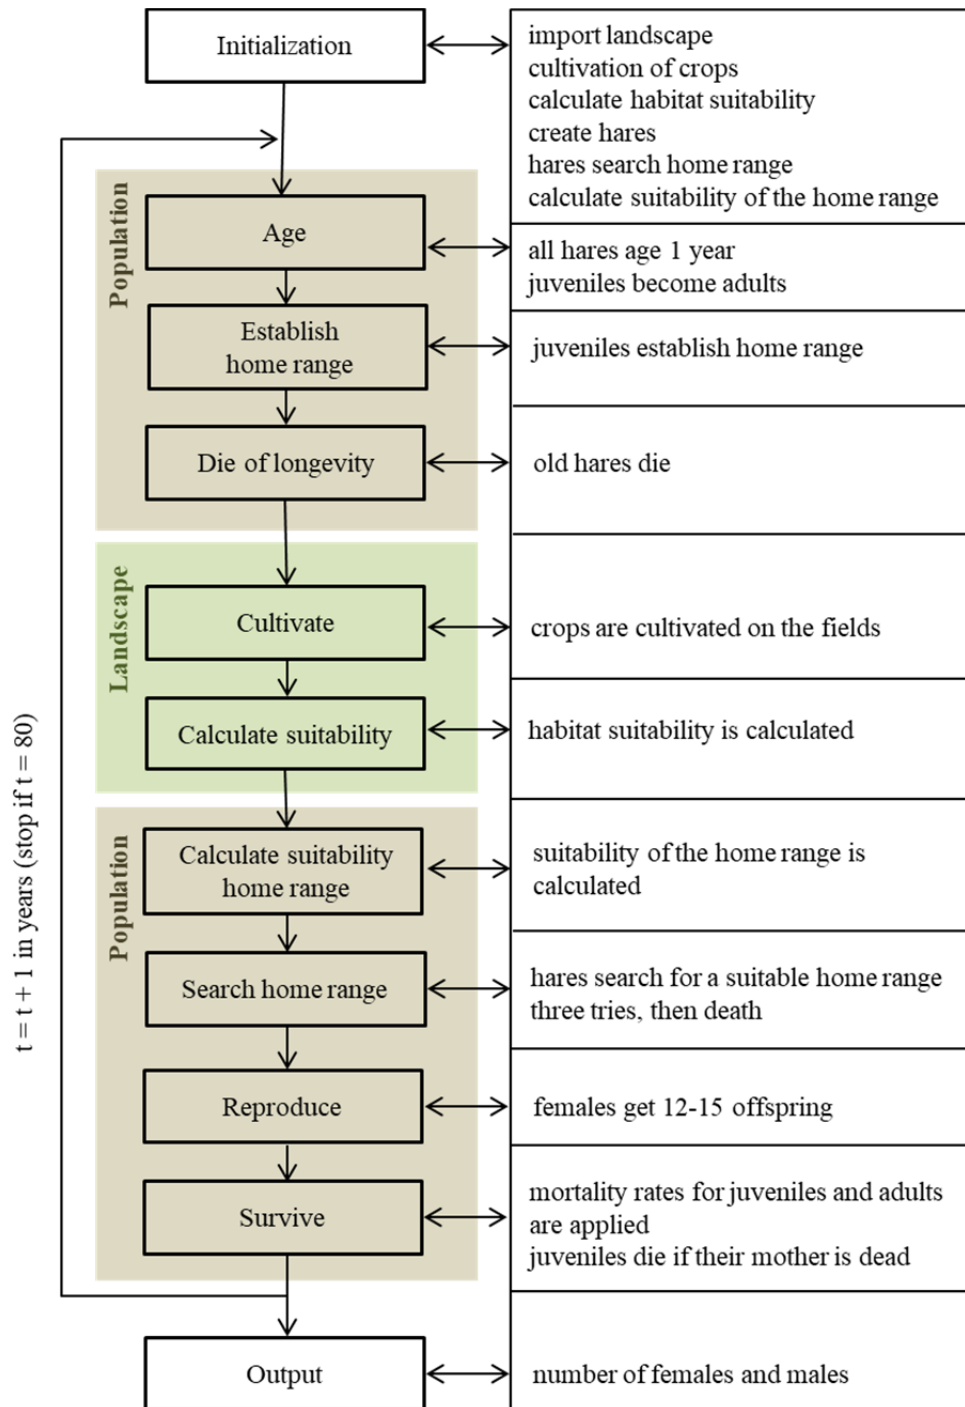 Initialization
import landscape
cultivation of crops
calculate habitat suitability
create hares
hares search home range
calculate suitability of the home range
Population
Age
all hares age 1 year
juveniles become adults
Establish
home range
juveniles establish home range
Die of longevity
old hares die
Landscape
Cultivate
crops are cultivated on the fields
Calculate suitability
habitat suitability is calculated
t = t + 1 in years (stop if t = 80)
Population
Calculate suitability
home range
suitability of the home range is
calculated
Search home range
hares search for a suitable home range
three tries, then death
Reproduce
females get 12-15 offspring
Survive
mortality rates for juveniles and adults
are applied
juveniles die if their mother is dead
Output
number of females and males